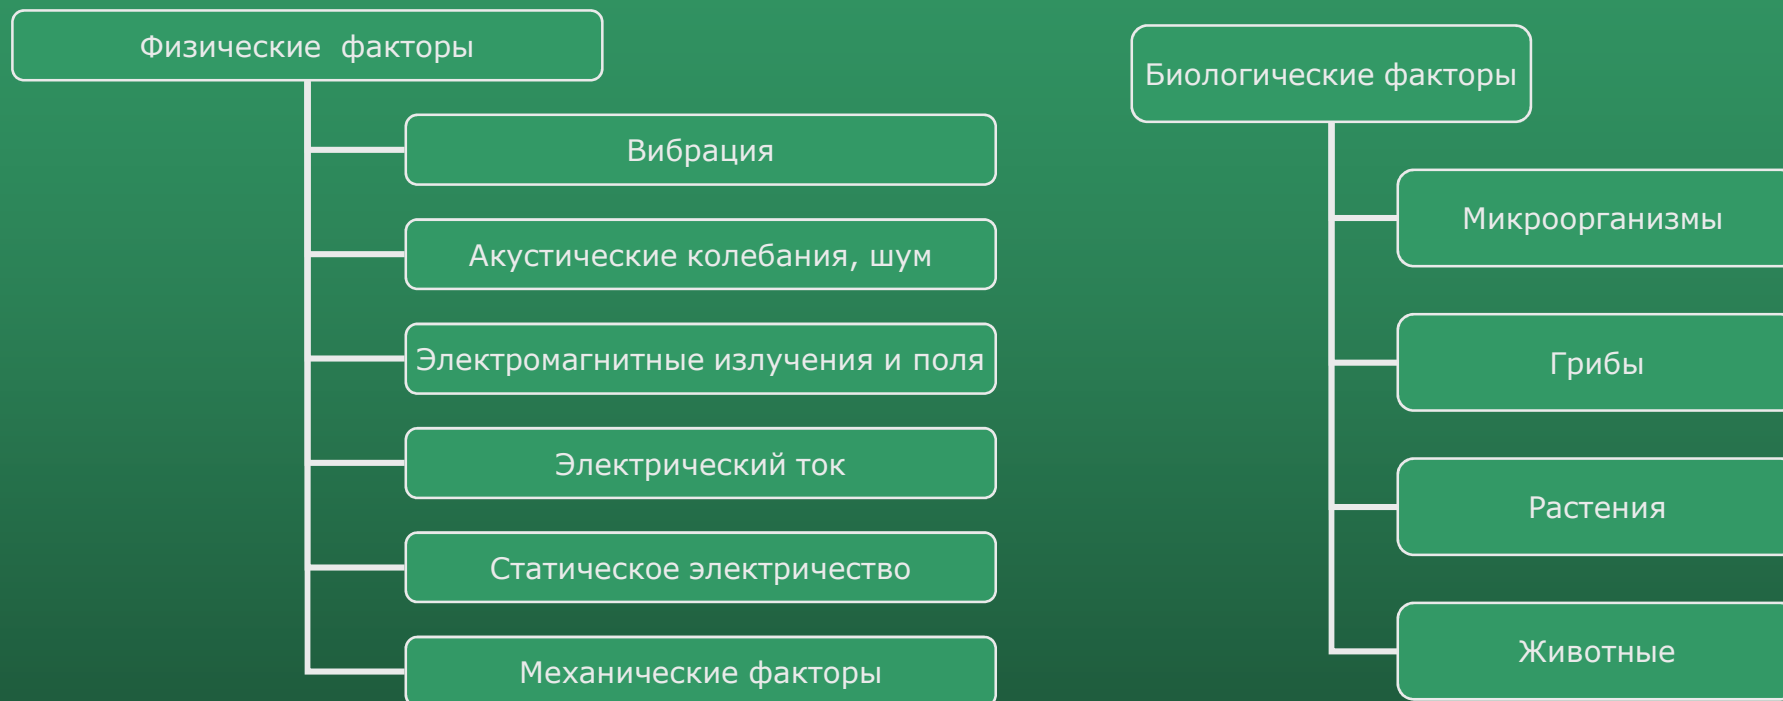 Физические факторы
Вибрация
Акустические колебания, шум
Электромагнитные излучения и поля
Электрический ток
Статическое электричество
Механические факторы
Биологические факторы
Микроорганизмы
Грибы
Растения
Животные